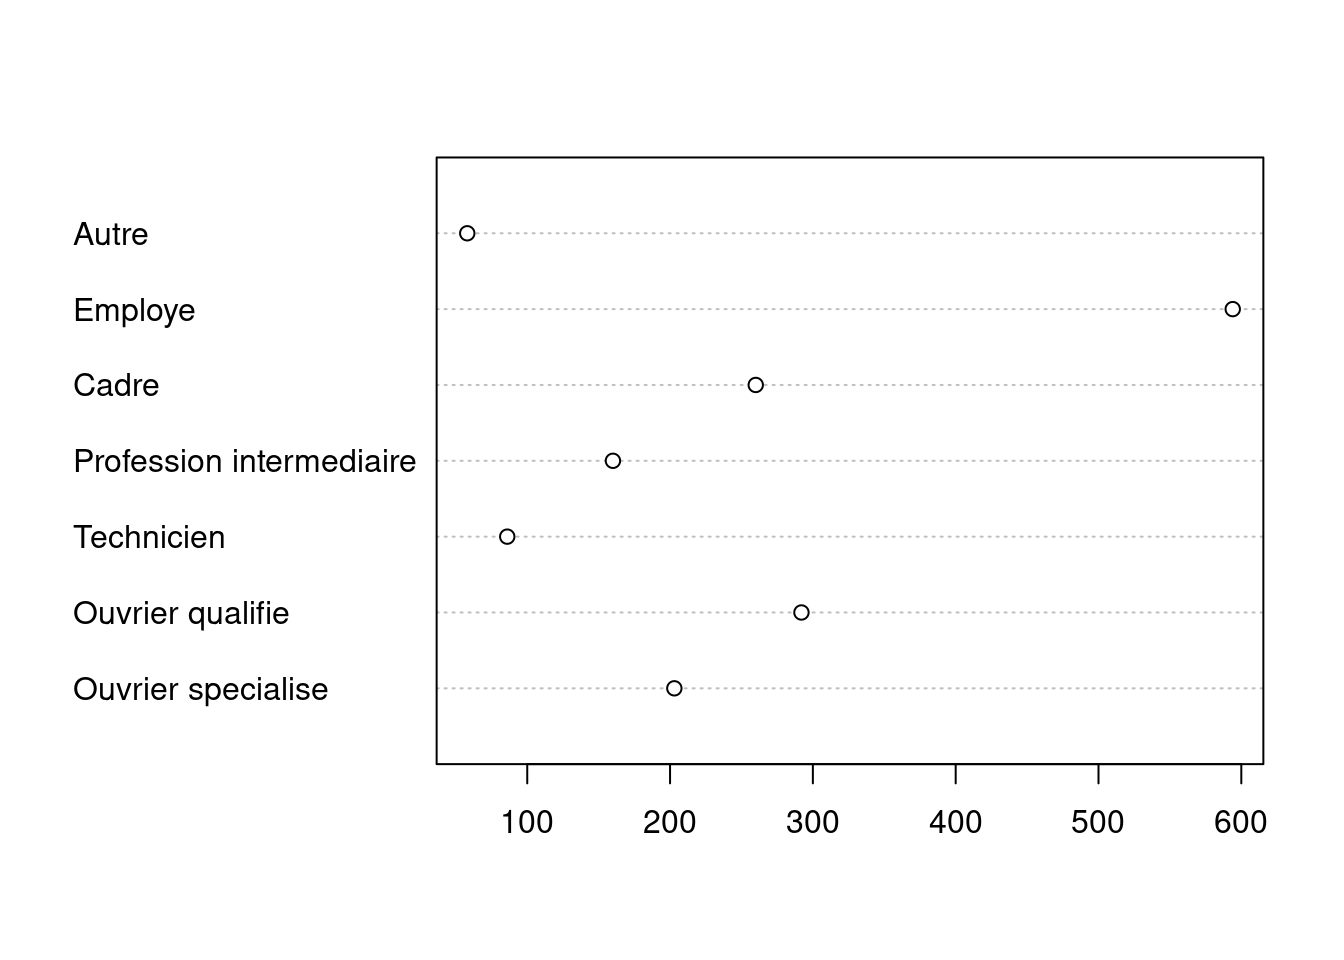 Autre
Employe
Cadre
Profession intermediaire
Technicien
Ouvrier qualifie
Ouvrier specialise
100 200 300 400 500 600